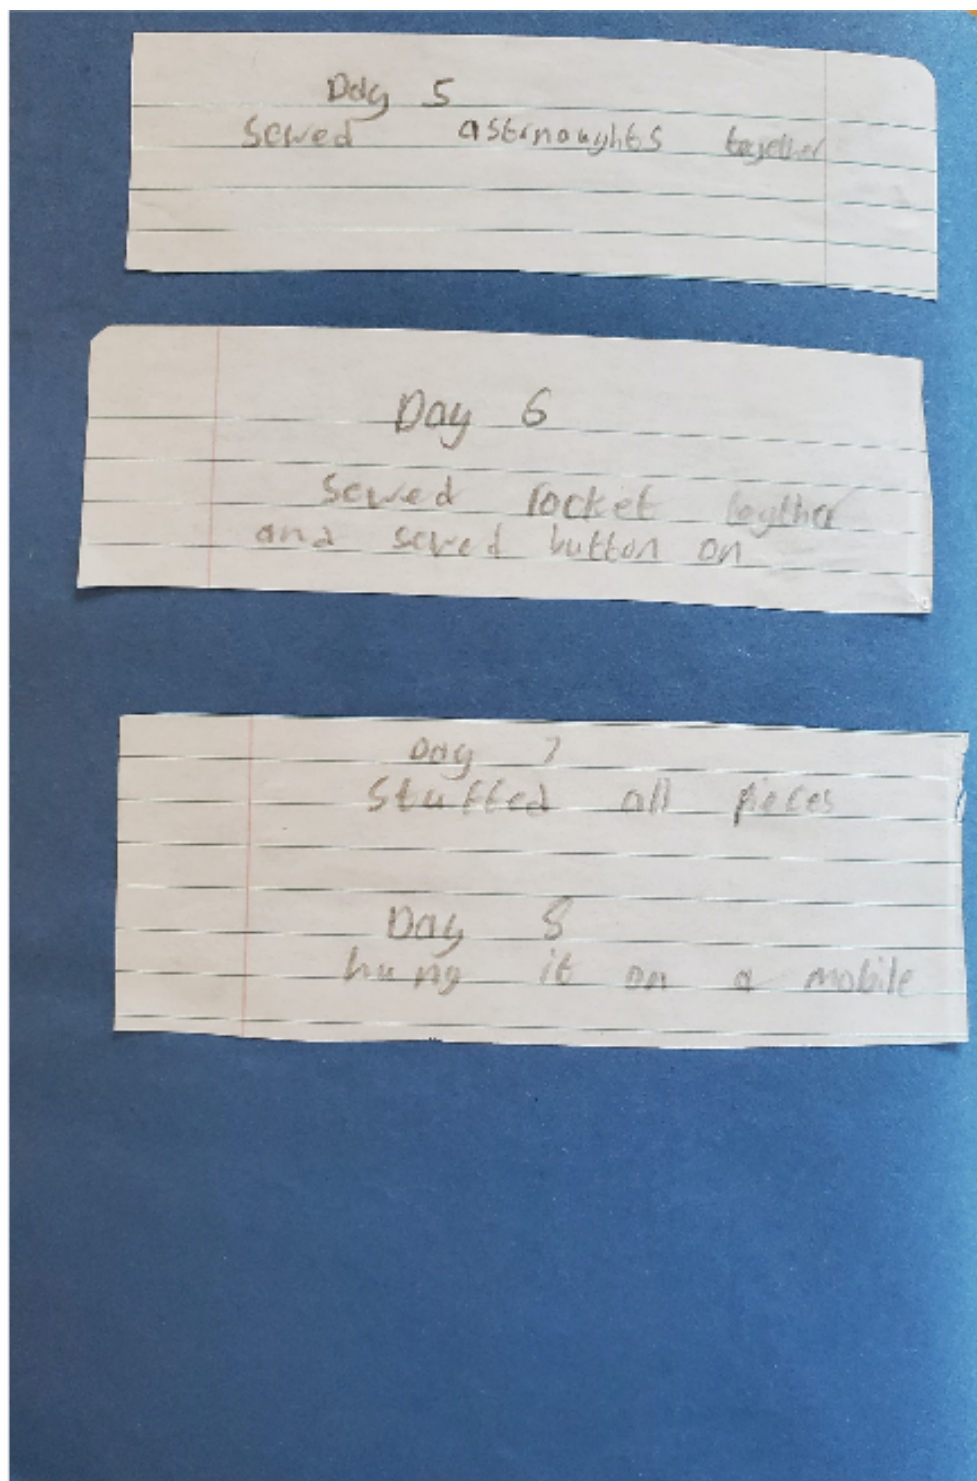 Day 5
sewed astrnoughts together
Day 6
sewed rocket togther
and sewed button on
Day 7
stuffed all pieces
Day 8
hung it on a mobile